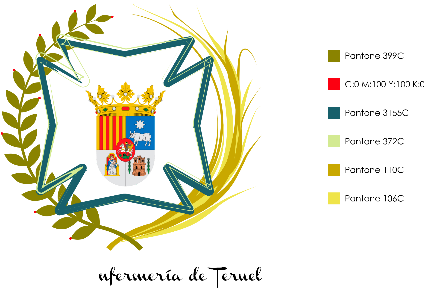 Pantone 399C
C:0 M:100 Y:100 K:0
Pantone 3155C
Pantone 372C
Pantone 110C
Pantone 106C
nfermería de Teruel